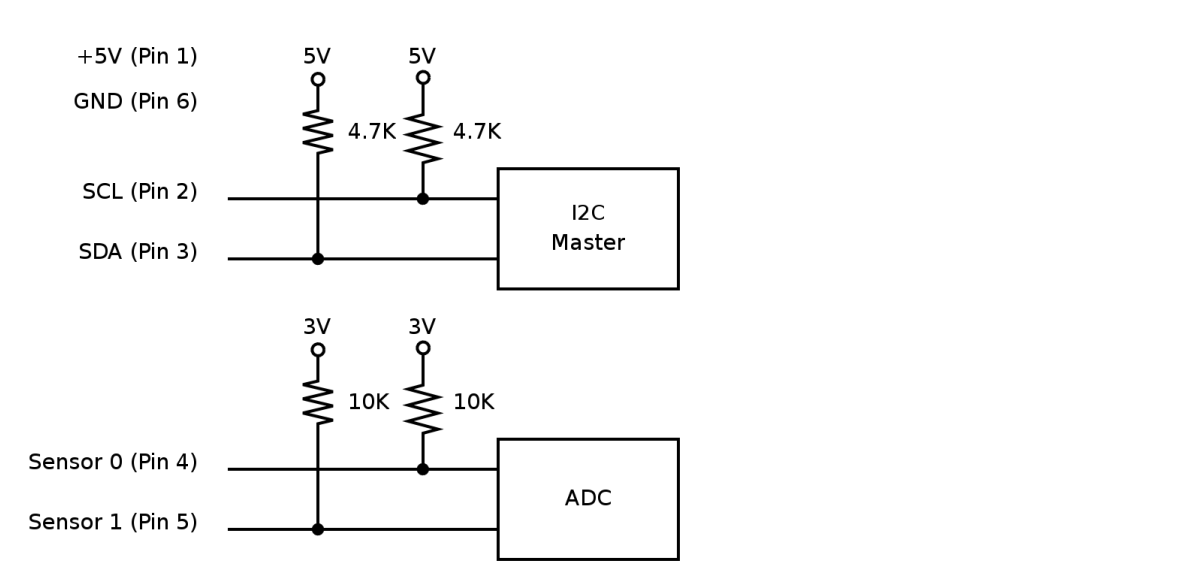 +5V (Pin 1)
5V
5V
GND (Pin 6)
4.7K
4.7K
SCL (Pin 2)
I2C
Master
SDA (Pin 3)
3V
3V
10K
10K
Sensor 0 (Pin 4)
ADC
Sensor 1 (Pin 5)